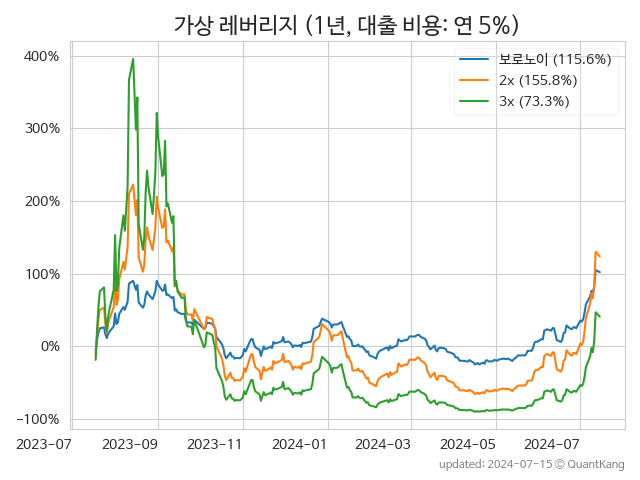 가상 레버리지 (1년, 대출 비용: 연 5%)
보로노이 (115.6%)
2x (155.8%)
3x (73.3%)
400%
300%
200%
100%
0%
−100%
2023-07 2023-09 2023-11 2024-01 2024-03 2024-05 2024-07
updated: 2024-07-15 © QuantKang